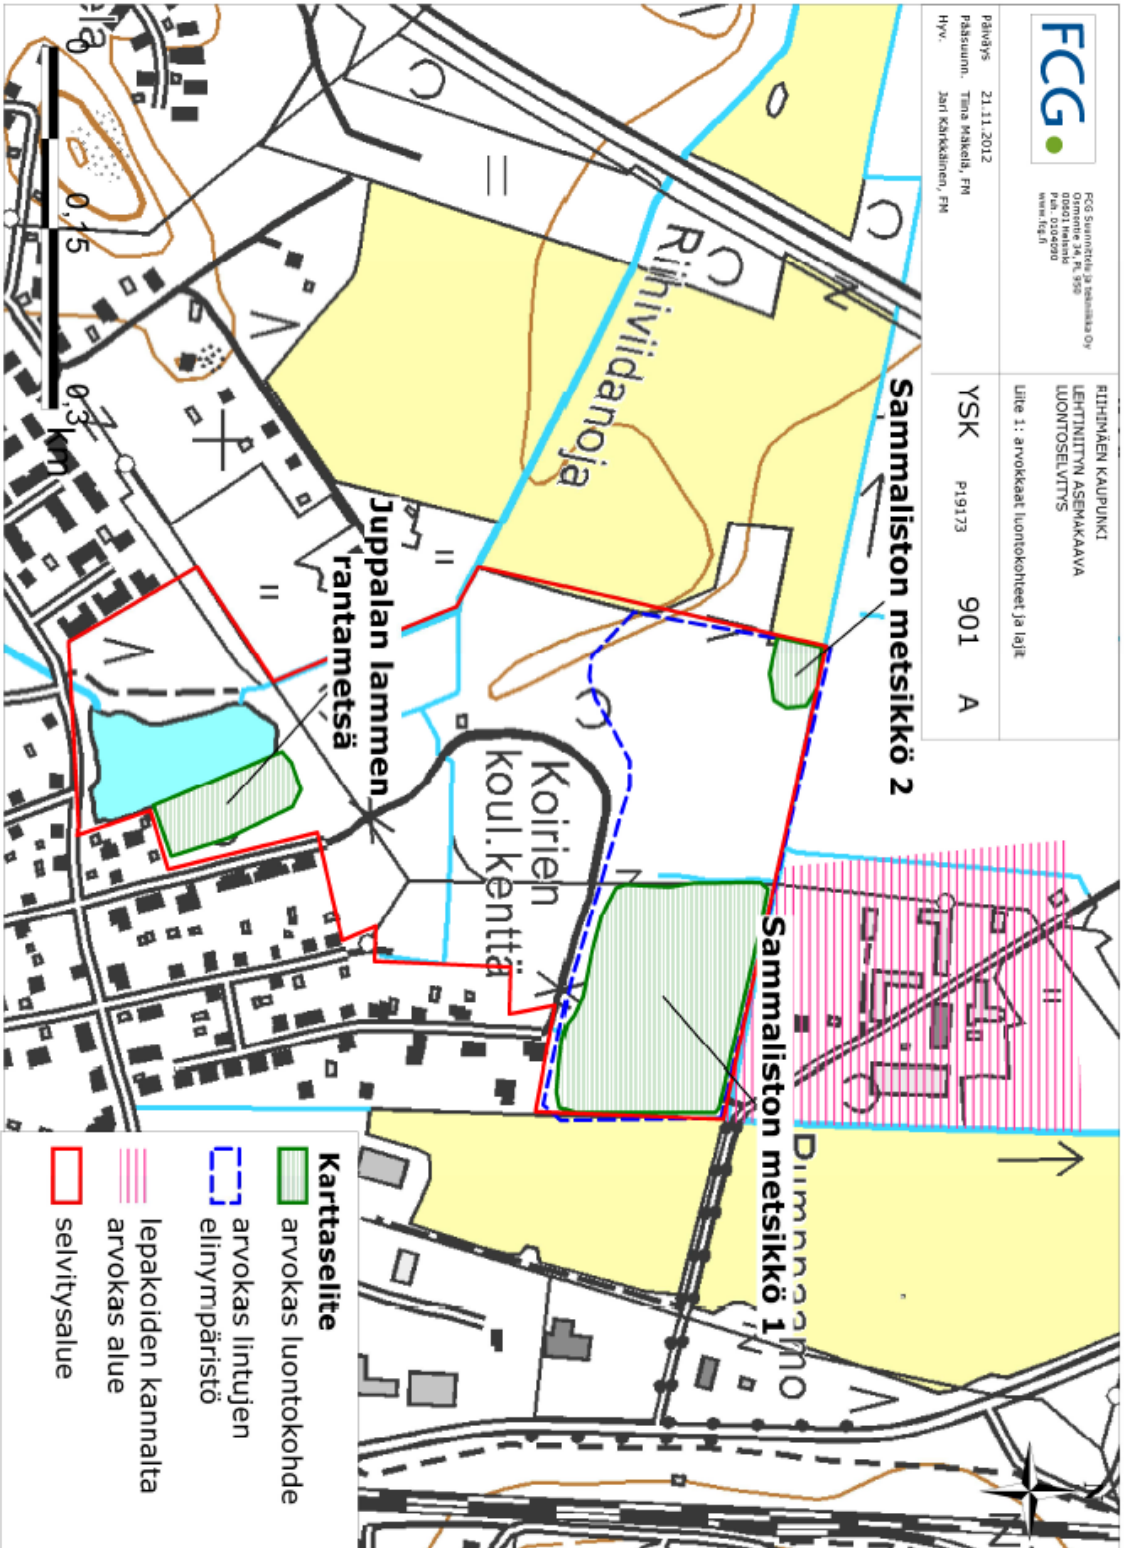 FCG
FCG Suunnittelu ja tekniikka Oy
Osmontie 34, PL 950
00601 Helsinki
Puh. 0104090
www.fcg.fi
Päiväys 21.11.2012
Pääsuunn. Tiina Mäkelä, FM
Hyv. Jari Kärkkäinen, FM
RIIHIMÄEN KAUPUNKI
LEHTINIITYN ASEMAKAAVA
LUONTOSELVITYS
Liite 1: arvokkaat luontokohteet ja lajit
YSK P19173 901 A
Sammaliston metsikkö 2
Riihiviidanoja
Sammaliston metsikkö 1
Koirien
koul.kenttä
Juppalan lammen
rantametsä
0 0,15 0,3 km
Karttaselite
arvokas luontokohde
arvokas lintujen
elinympäristö
lepakoiden kannalta
arvokas alue
selvitysalue